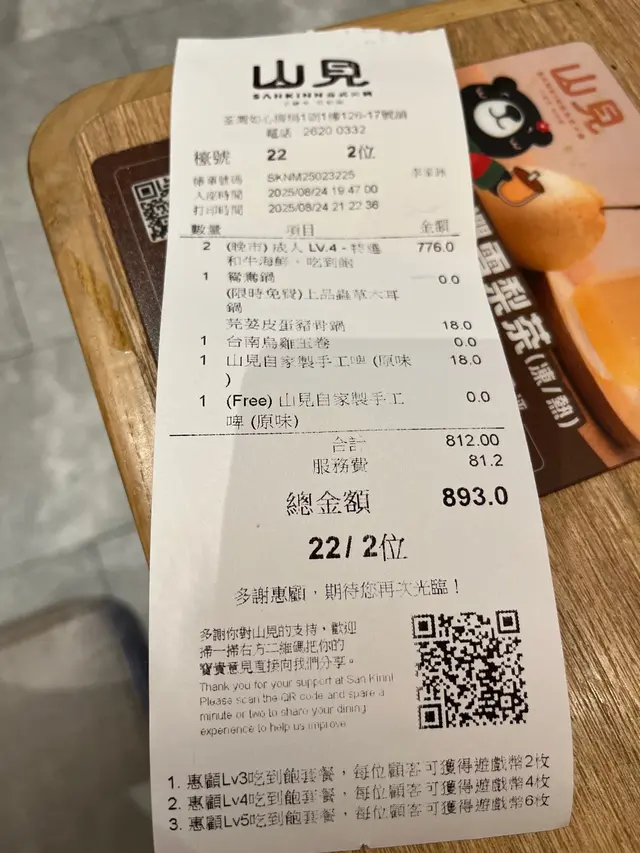 山見
SANKINN 台式火鍋
荃灣如心廣場1期1樓126-17號舖
電話 2620 0332
檯號 22 2位
帳單號碼 SKNM25023225
入座時間 2025/08/24 19 47 00
打印時間 2025/08/24 21 22 36
數量 項目 金額
2 (晚市) 成人 LV.4 - 特選 776.0
和牛海鮮，吃到飽
1 鴛鴦鍋 0.0
(限時免費)上品蟲草木耳
鍋
芫荽皮蛋豬骨鍋 18.0
1 台南烏雞玉卷 0.0
1 山見自家製手工啤 (原味 18.0
)
1 (Free) 山見自家製手工 0.0
啤 (原味)
合計 812.00
服務費 81.2
總金額 893.0
22/ 2位
多謝惠顧，期待您再次光臨！
多謝你對山見的支持，歡迎
掃一掃右方二維碼把你的
寶貴意見直接向我們分享。
Thank you for your support at San Kinn!
Please scan the QR code and spare a
minute or two to share your dining
experience to help us improve
1. 惠顧Lv3吃到飽套餐，每位顧客可獲得遊戲幣2枚
2. 惠顧Lv4吃到飽套餐，每位顧客可獲得遊戲幣4枚
3. 惠顧Lv5吃到飽套餐，每位顧客可獲得遊戲幣6枚
山見
雪梨茶(凍/熱)